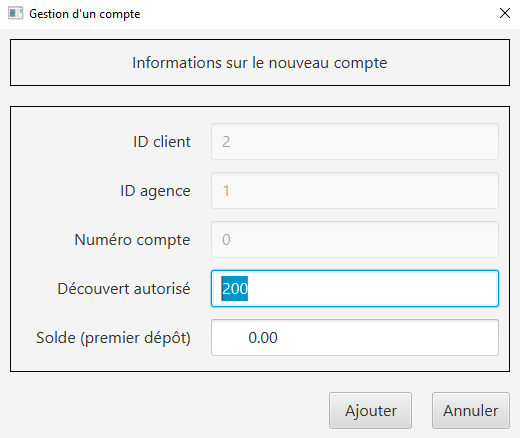 Gestion d'un compte
Informations sur le nouveau compte
ID client 2
ID agence 1
Numéro compte 0
Découvert autorisé 200
Solde (premier dépôt) 0.00
Ajouter Annuler